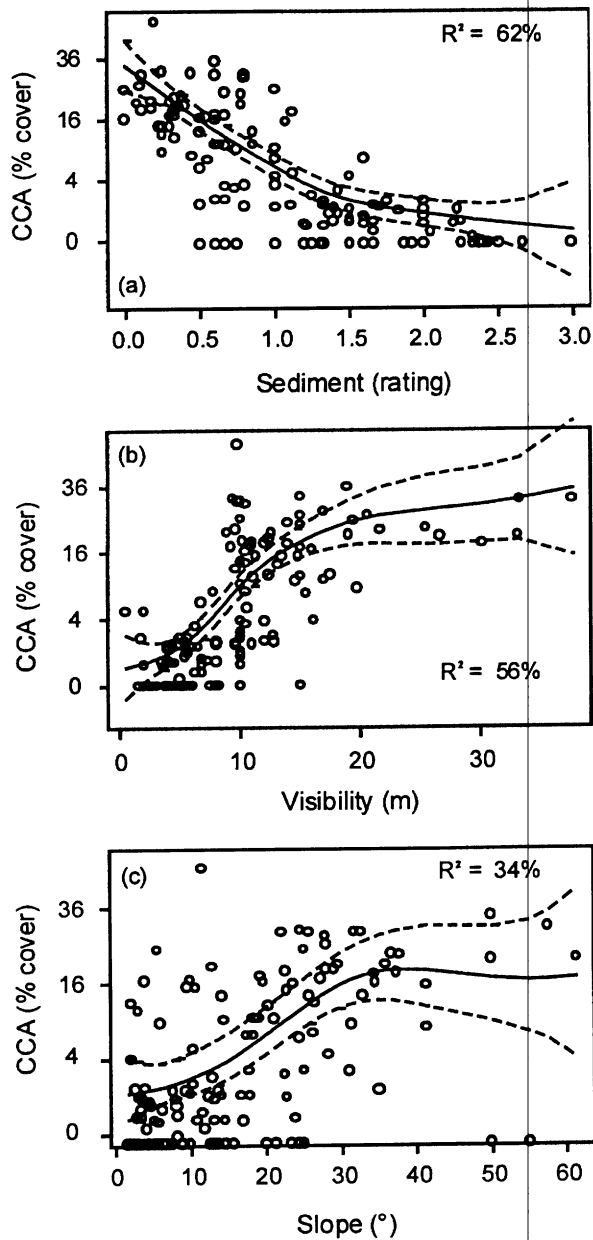 R² = 62%
CCA (% cover)
36
16
4
0
(a)
0.0 0.5 1.0 1.5 2.0 2.5 3.0
Sediment (rating)
(b)
CCA (% cover)
36
16
4
0
R² = 56%
0 10 20 30
Visibility (m)
(c)
R² = 34%
CCA (% cover)
36
16
4
0
0 10 20 30 40 50 60
Slope (°)